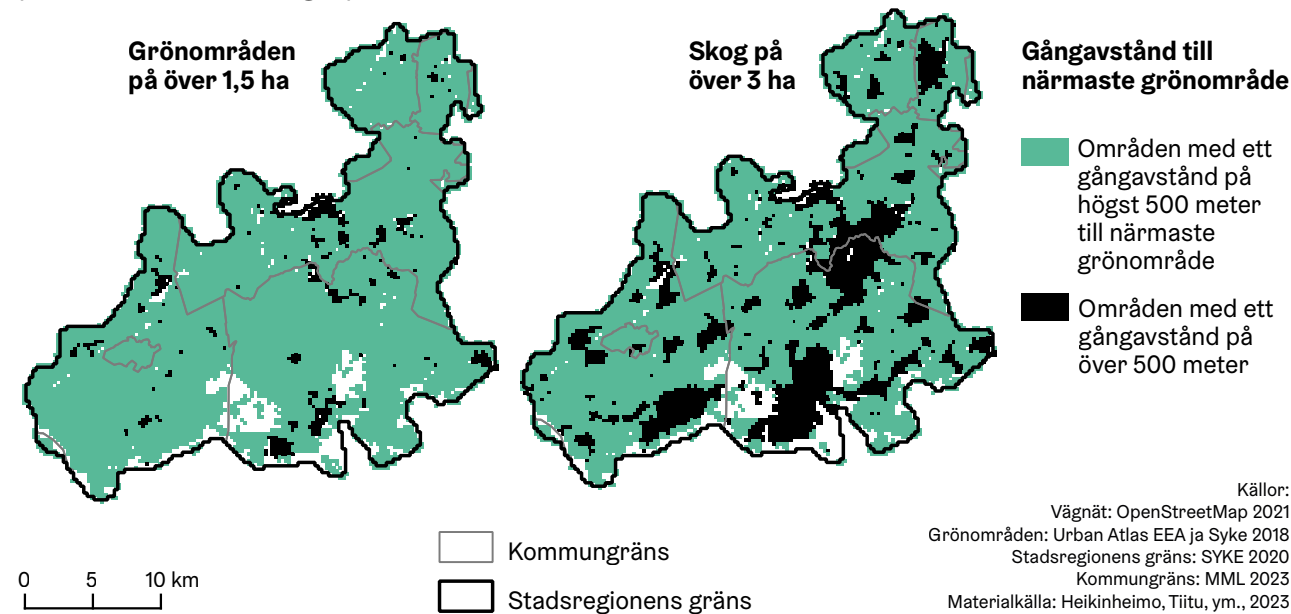 Grönområden
på över 1,5 ha
Skog på
över 3 ha
Gångavstånd till
närmaste grönområde
Områden med ett
gångavstånd på
högst 500 meter
till närmaste
grönområde
Områden med ett
gångavstånd på
över 500 meter
Kommungräns
Stadsregionens gräns
0 5 10 km
Källor:
Vägnät: OpenStreetMap 2021
Grönområden: Urban Atlas EEA ja Syke 2018
Stadsregionens gräns: SYKE 2020
Kommungräns: MML 2023
Materialkälla: Heikinheimo, Tiitu, ym., 2023